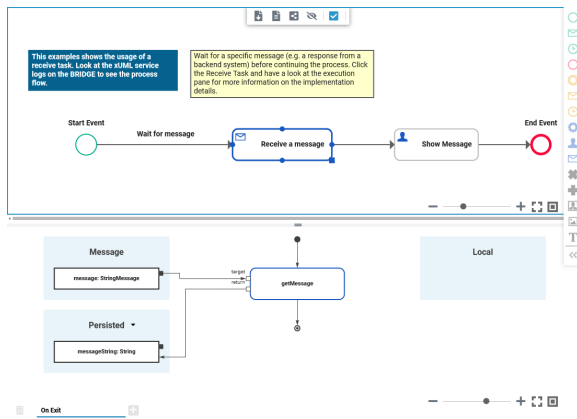 This examples shows the usage of a
receive task. Look at the xUML service
logs on the BRIDGE to see the process
flow.
Wait for a specific message (e.g. a response from a
backend system) before continuing the process. Click
the Receive Task and have a look at the execution
pane for more information on the implementation
details.
Start Event
Wait for message
Receive a message
Show Message
End Event
T
Message
message: StringMessage
target
return
getMessage
Local
Persisted
messageString: String
On Exit